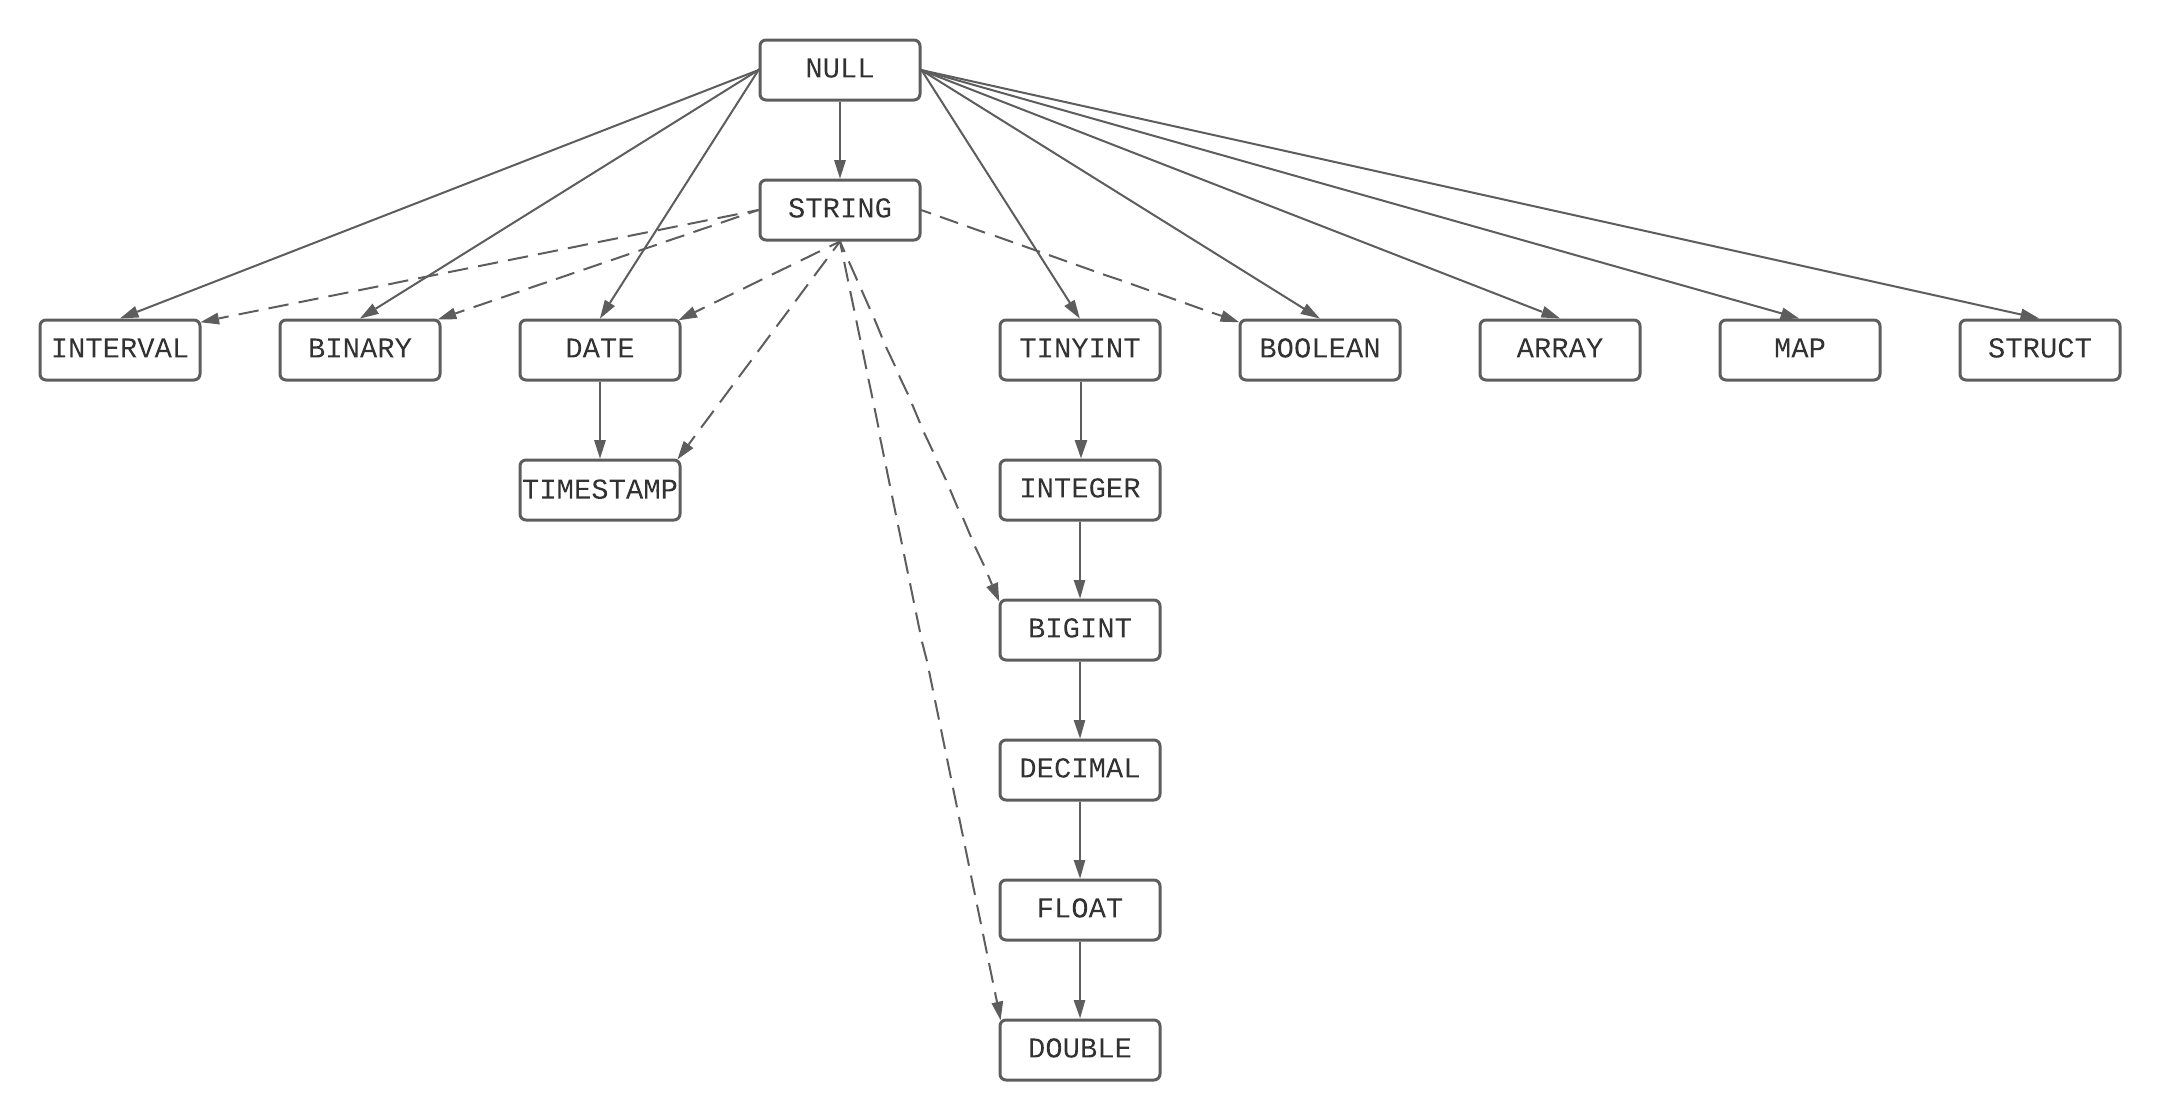 NULL
STRING
INTERVAL
BINARY
DATE
TINYINT
BOOLEAN
ARRAY
MAP
STRUCT
TIMESTAMP
INTEGER
BIGINT
DECIMAL
FLOAT
DOUBLE